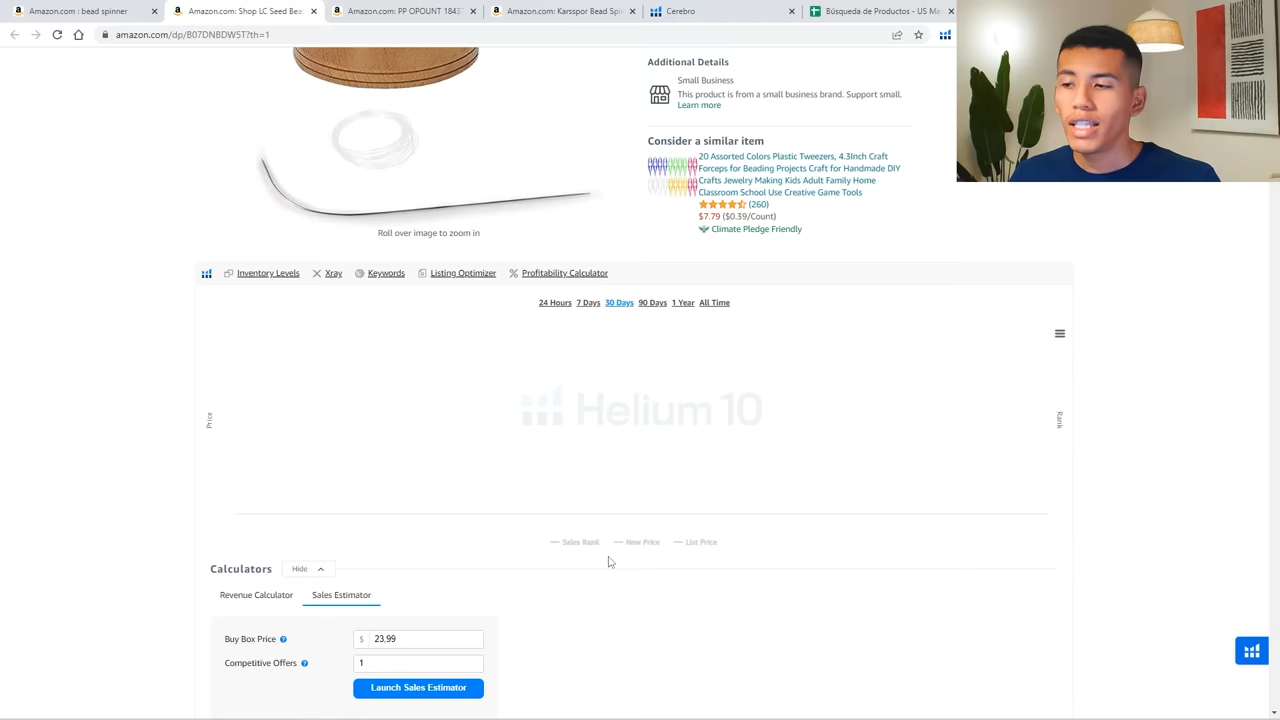 Amazon.com : bead spinner
Amazon.com: Shop LC Seed Bea
Amazon.com: PP OPOUNT 1843
Amazon.com: Karsspor Bead Spi
Cerebro
Búsqueda de Productos - US Ma
amazon.com/dp/B07DNBDW5T?th=1
Additional Details
Small Business
This product is from a small business brand. Support small.
Learn more
Consider a similar item
20 Assorted Colors Plastic Tweezers, 4.3Inch Craft
Forceps for Beading Projects Craft for Handmade DIY
Crafts Jewelry Making Kids Adult Family Home
Classroom School Use Creative Game Tools
(260)
$7.79 ($0.39/Count)
Climate Pledge Friendly
Roll over image to zoom in
Inventory Levels
Xray
Keywords
Listing Optimizer
Profitability Calculator
24 Hours 7 Days 30 Days 90 Days 1 Year All Time
Price
Helium 10
Rank
Sales Rank
New Price
List Price
Calculators
Hide
Revenue Calculator
Sales Estimator
Buy Box Price
$ 23,99
Competitive Offers
1
Launch Sales Estimator